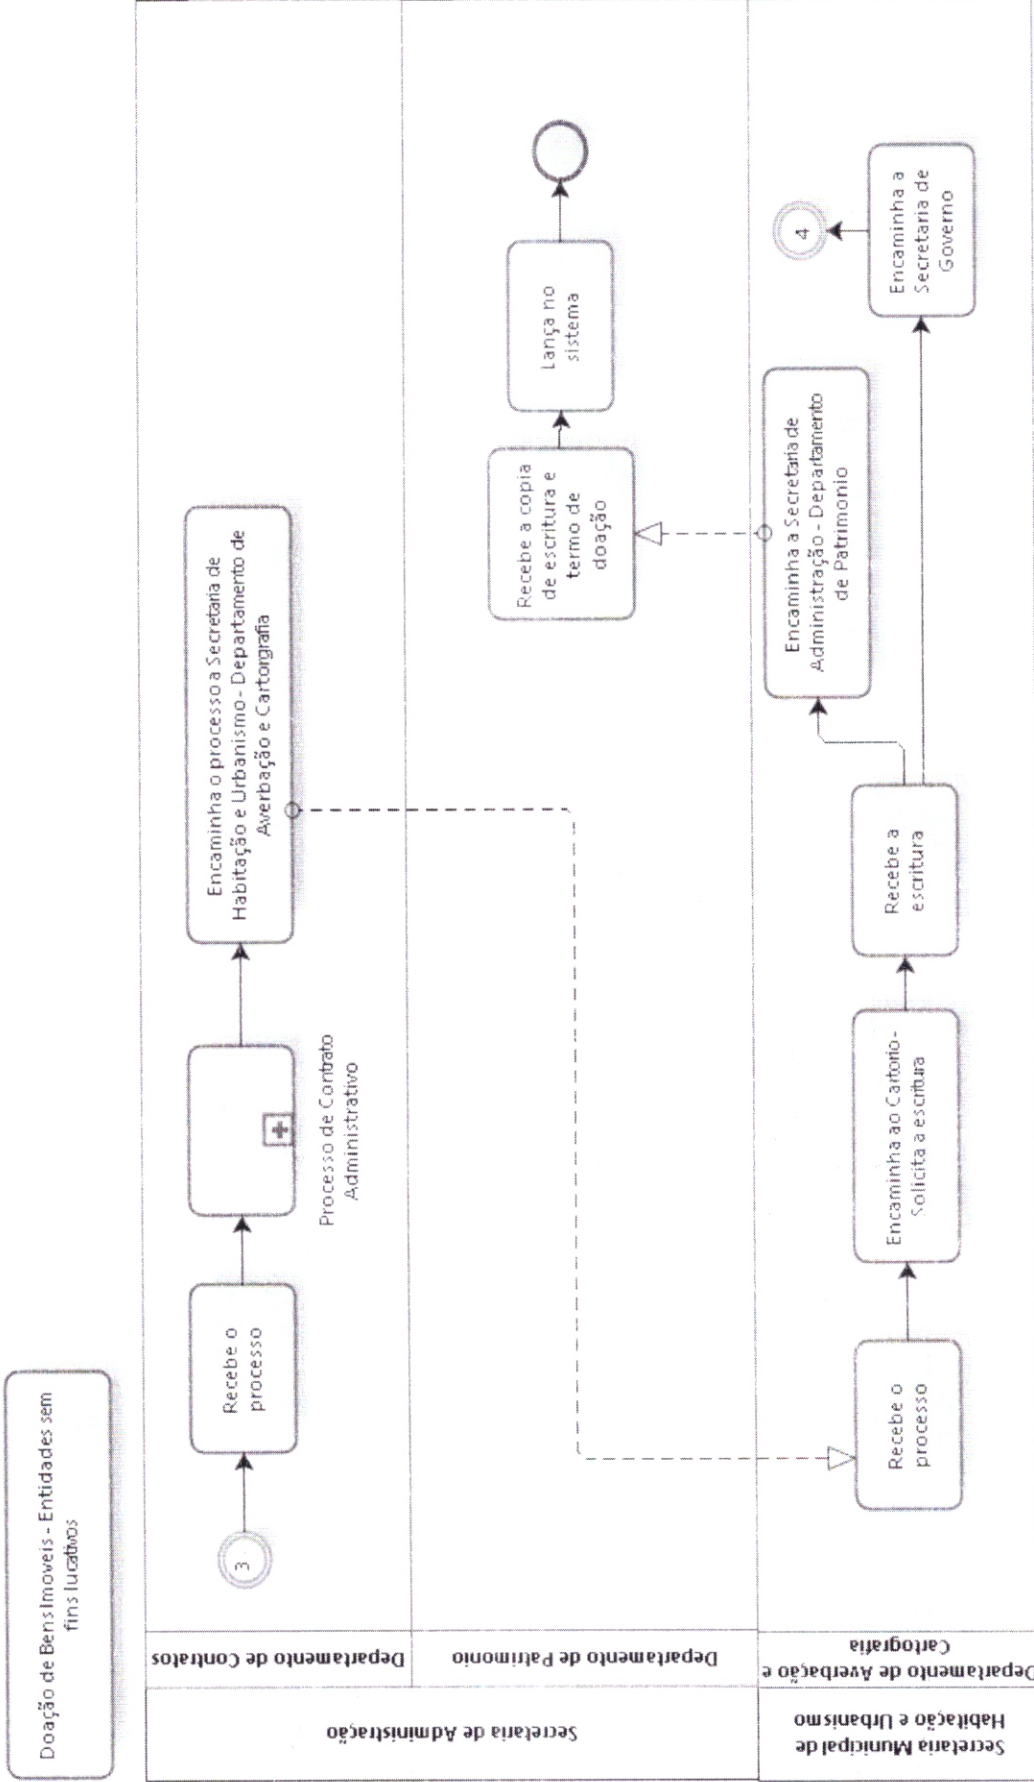 Doação de Bens Imoveis - Entidades sem
fins lucativos
Secretaria de Administração
Departamento de Contratos
3
Recebe o
processo
Processo de Contrato
Administrativo
Encaminha o processo a Secretaria de
Habitação e Urbanismo - Departamento de
Averbação e Cartorgrafia
Departamento de Patrimonio
Recebe a copia
de escritura e
termo de
doação
Lança no
sistema
Secretaria Municipal de
Habitação e Urbanismo
Departamento de Averbação e
Cartografia
Recebe o
processo
Encaminha ao Cartorio -
Solicita a escritura
Recebe a
escritura
Encaminha a Secretaria de
Administração - Departamento
de Patrimonio
Encaminha a
Secretaria de
Governo
4